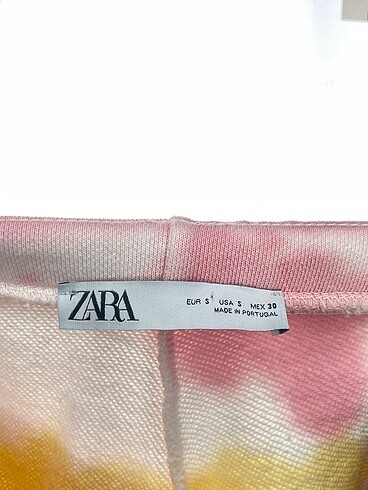 ZARA
EUR S USA S MEX 30
MADE IN PORTUGAL